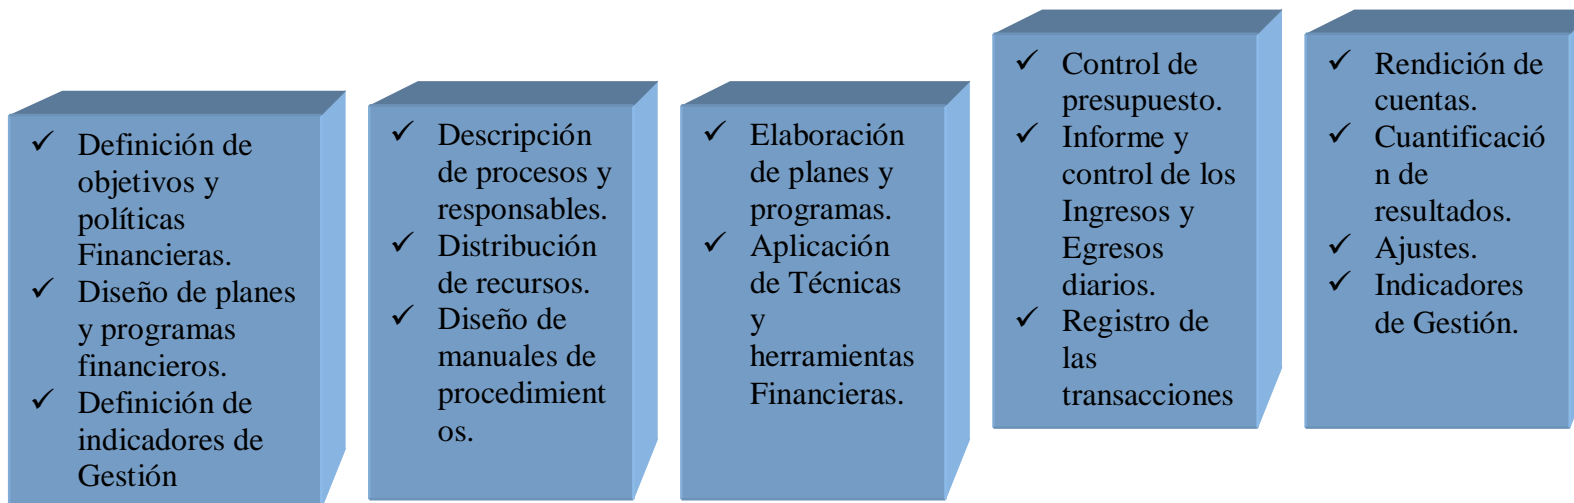 ✓ Definición de
objetivos y
políticas
Financieras.
✓ Diseño de planes
y programas
financieros.
✓ Definición de
indicadores de
Gestión
✓ Descripción
de procesos y
responsables.
✓ Distribución
de recursos.
✓ Diseño de
manuales de
procedimient
os.
✓ Elaboración
de planes y
programas.
✓ Aplicación
de Técnicas
y
herramientas
Financieras.
✓ Control de
presupuesto.
✓ Informe y
control de los
Ingresos y
Egresos
diarios.
✓ Registro de
las
transacciones
✓ Rendición de
cuentas.
✓ Cuantificació
n de
resultados.
✓ Ajustes.
✓ Indicadores
de Gestión.